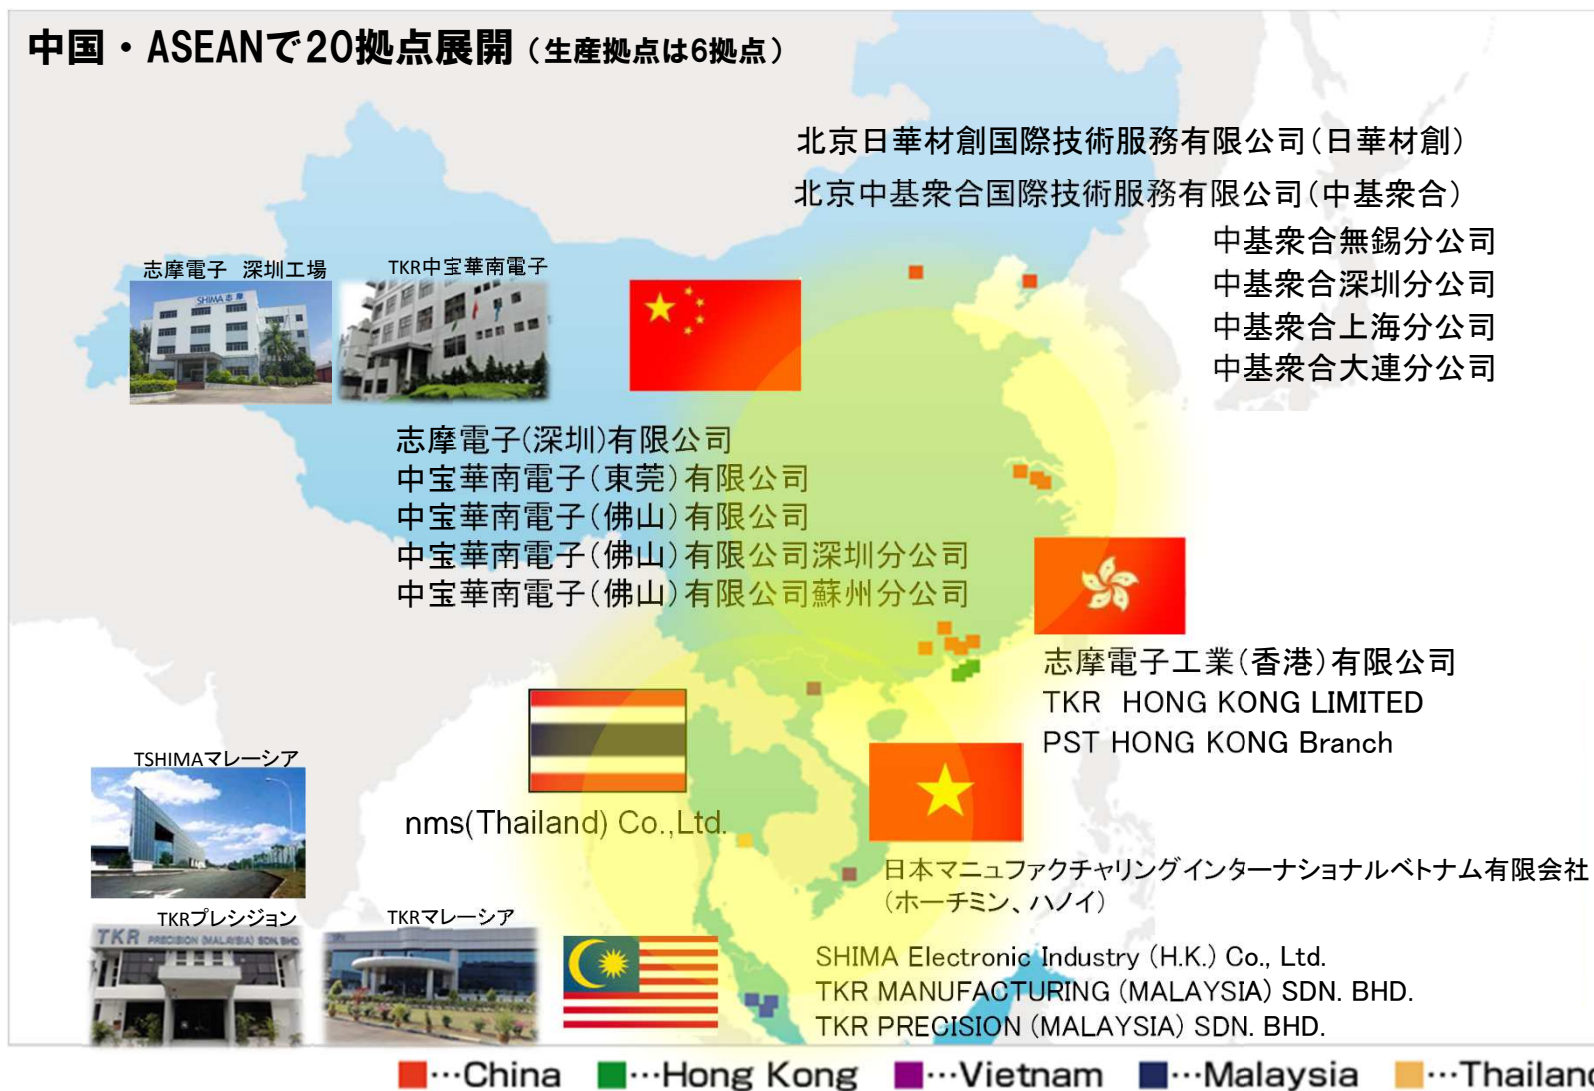 中国・ASEANで20拠点展開（生産拠点は6拠点）
北京日華材創国際技術服務有限公司(日華材創)
北京中基衆合国際技術服務有限公司(中基衆合)
中基衆合無錫分公司
中基衆合深圳分公司
中基衆合上海分公司
中基衆合大連分公司
志摩電子　深圳工場
TKR中宝華南電子
SHIMA 志摩
志摩電子(深圳)有限公司
中宝華南電子(東莞)有限公司
中宝華南電子(佛山)有限公司
中宝華南電子(佛山)有限公司深圳分公司
中宝華南電子(佛山)有限公司蘇州分公司
志摩電子工業(香港)有限公司
TKR HONG KONG LIMITED
PST HONG KONG Branch
nms(Thailand) Co.,Ltd.
日本マニュファクチャリングインターナショナルベトナム有限会社
(ホーチミン、ハノイ)
TSHIMAマレーシア
TKRプレシジョン
TKRマレーシア
TKR PRECISION (MALAYSIA) SDN. BHD.
SHIMA Electronic Industry (H.K.) Co., Ltd.
TKR MANUFACTURING (MALAYSIA) SDN. BHD.
TKR PRECISION (MALAYSIA) SDN. BHD.
■…China ■…Hong Kong ■…Vietnam ■…Malaysia ■…Thailan